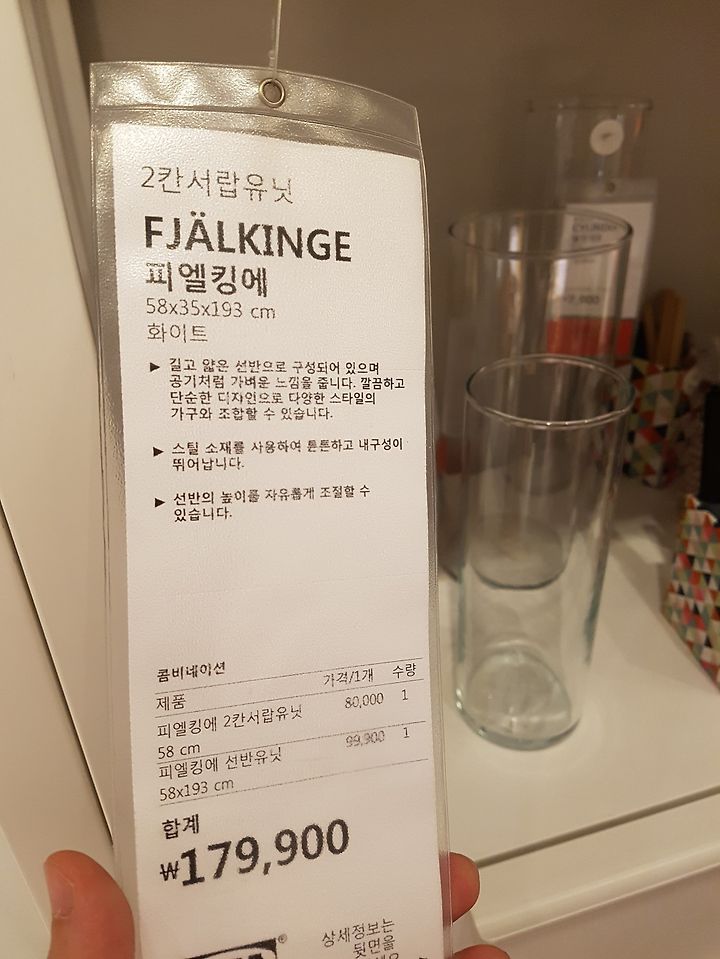 2칸서랍유닛
FJÄLKINGE
피엘킹에
58x35x193 cm
화이트
▶ 길고 얇은 선반으로 구성되어 있으며
공기처럼 가벼운 느낌을 줍니다. 깔끔하고
단순한 디자인으로 다양한 스타일의
가구와 조합할 수 있습니다.
▶ 스틸 소재를 사용하여 튼튼하고 내구성이
뛰어납니다.
▶ 선반의 높이를 자유롭게 조절할 수
있습니다.
콤비네이션
제품 가격/1개 수량
피엘킹에 2칸서랍유닛 80,000 1
58 cm
피엘킹에 선반유닛 99,900 1
58x193 cm
합계
₩179,900
상세정보는
뒷면을